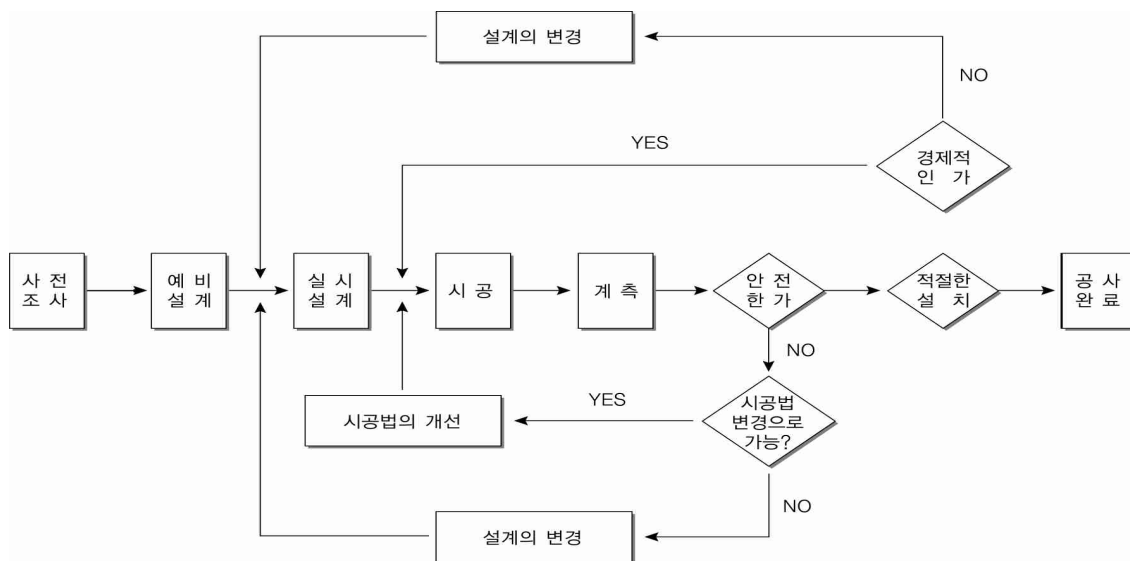 설계의 변경
NO
YES
경제적
인 가
사 전
조 사
예 비
설 계
실 시
설 계
시 공
계 측
안 전
한 가
적절한
설 치
공 사
완 료
NO
시공법의 개선
YES
시공법
변경으로
가능?
NO
설계의 변경